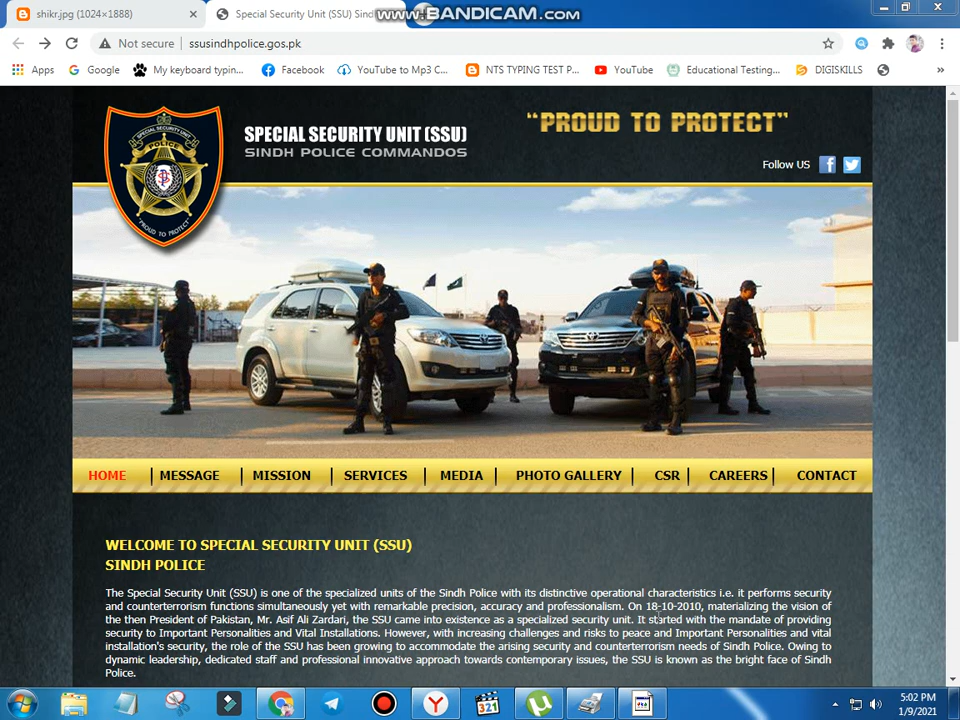 shikr.jpg (1024×1888)
Special Security Unit (SSU) Sind
www.BANDICAM.com
Not secure
ssusindhpolice.gos.pk
Apps
Google
My keyboard typin...
Facebook
YouTube to Mp3 C...
NTS TYPING TEST P...
YouTube
Educational Testing...
DIGISKILLS
»
SPECIAL SECURITY UNIT
POLICE
"PROUD TO PROTECT"
SPECIAL SECURITY UNIT (SSU)
SINDH POLICE COMMANDOS
“PROUD TO PROTECT”
Follow US
HOME
MESSAGE
MISSION
SERVICES
MEDIA
PHOTO GALLERY
CSR
CAREERS
CONTACT
WELCOME TO SPECIAL SECURITY UNIT (SSU)
SINDH POLICE
The Special Security Unit (SSU) is one of the specialized units of the Sindh Police with its distinctive operational characteristics i.e. it performs security
and counterterrorism functions simultaneously yet with remarkable precision, accuracy and professionalism. On 18-10-2010, materializing the vision of
the then President of Pakistan, Mr. Asif Ali Zardari, the SSU came into existence as a specialized security unit. It started with the mandate of providing
security to Important Personalities and Vital Installations. However, with increasing challenges and risks to peace and Important Personalities and vital
installation's security, the role of the SSU has been growing to accommodate the arising security and counterterrorism needs of Sindh Police. Owing to
dynamic leadership, dedicated staff and professional innovative approach towards contemporary issues, the SSU is known as the bright face of Sindh
Police.
321
5:02 PM
1/9/2021